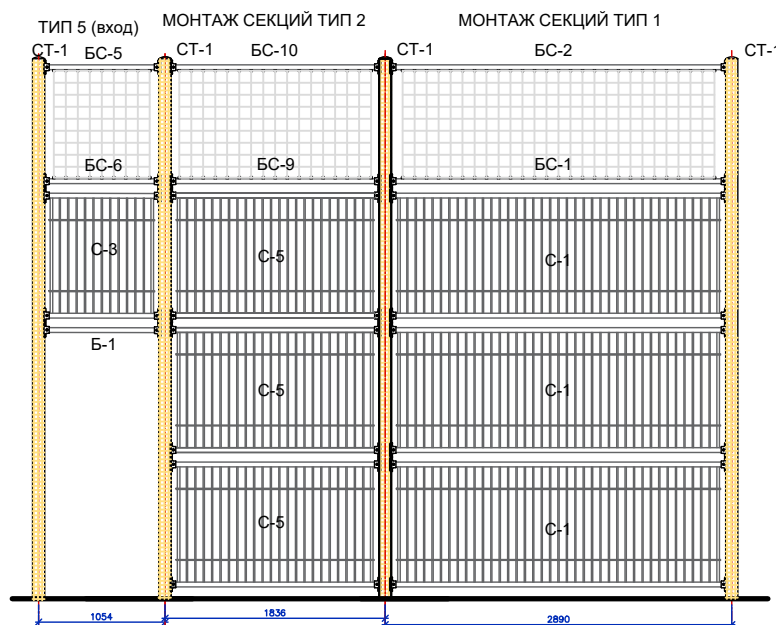 ТИП 5 (вход)
МОНТАЖ СЕКЦИЙ ТИП 2
МОНТАЖ СЕКЦИЙ ТИП 1
СТ-1
БС-5
СТ-1
БС-10
СТ-1
БС-2
СТ-1
БС-6
БС-9
БС-1
С-3
С-5
С-1
Б-1
С-5
С-1
С-5
С-1
1054
1836
2890